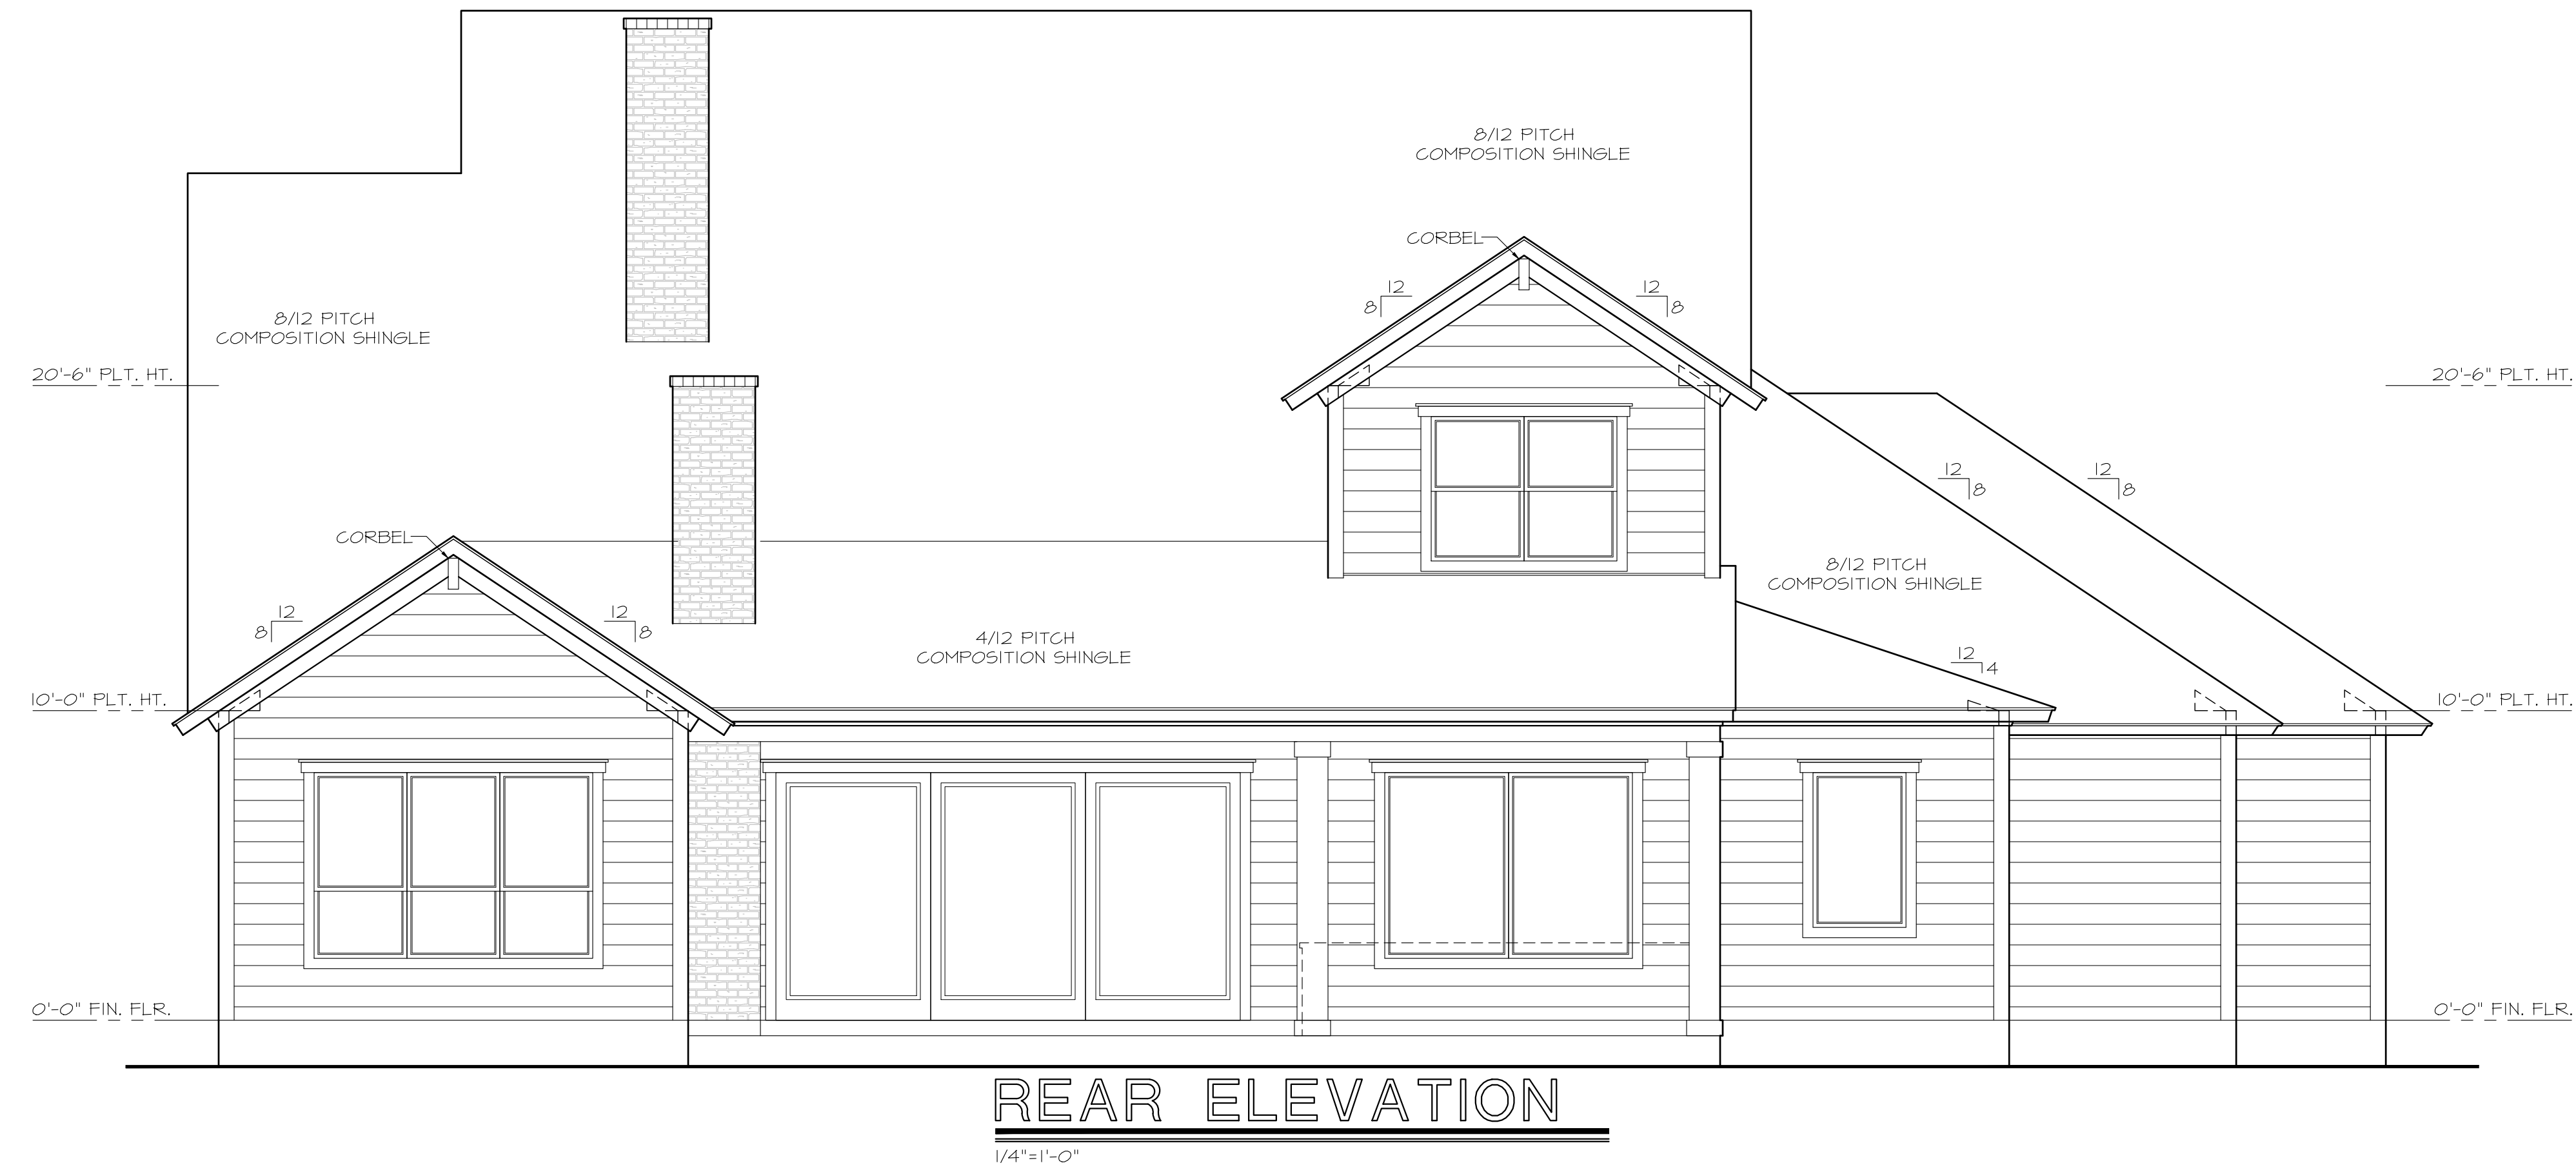 8/12 PITCH
COMPOSITION SHINGLE
CORBEL
12
8
12
8
8/12 PITCH
COMPOSITION SHINGLE
20'-6" PLT. HT.
20'-6" PLT. HT.
12
8
12
8
CORBEL
8/12 PITCH
COMPOSITION SHINGLE
12
8
12
8
4/12 PITCH
COMPOSITION SHINGLE
12
4
10'-0" PLT. HT.
10'-0" PLT. HT.
0'-0" FIN. FLR.
0'-0" FIN. FLR.
REAR ELEVATION
1/4"=1'-0"